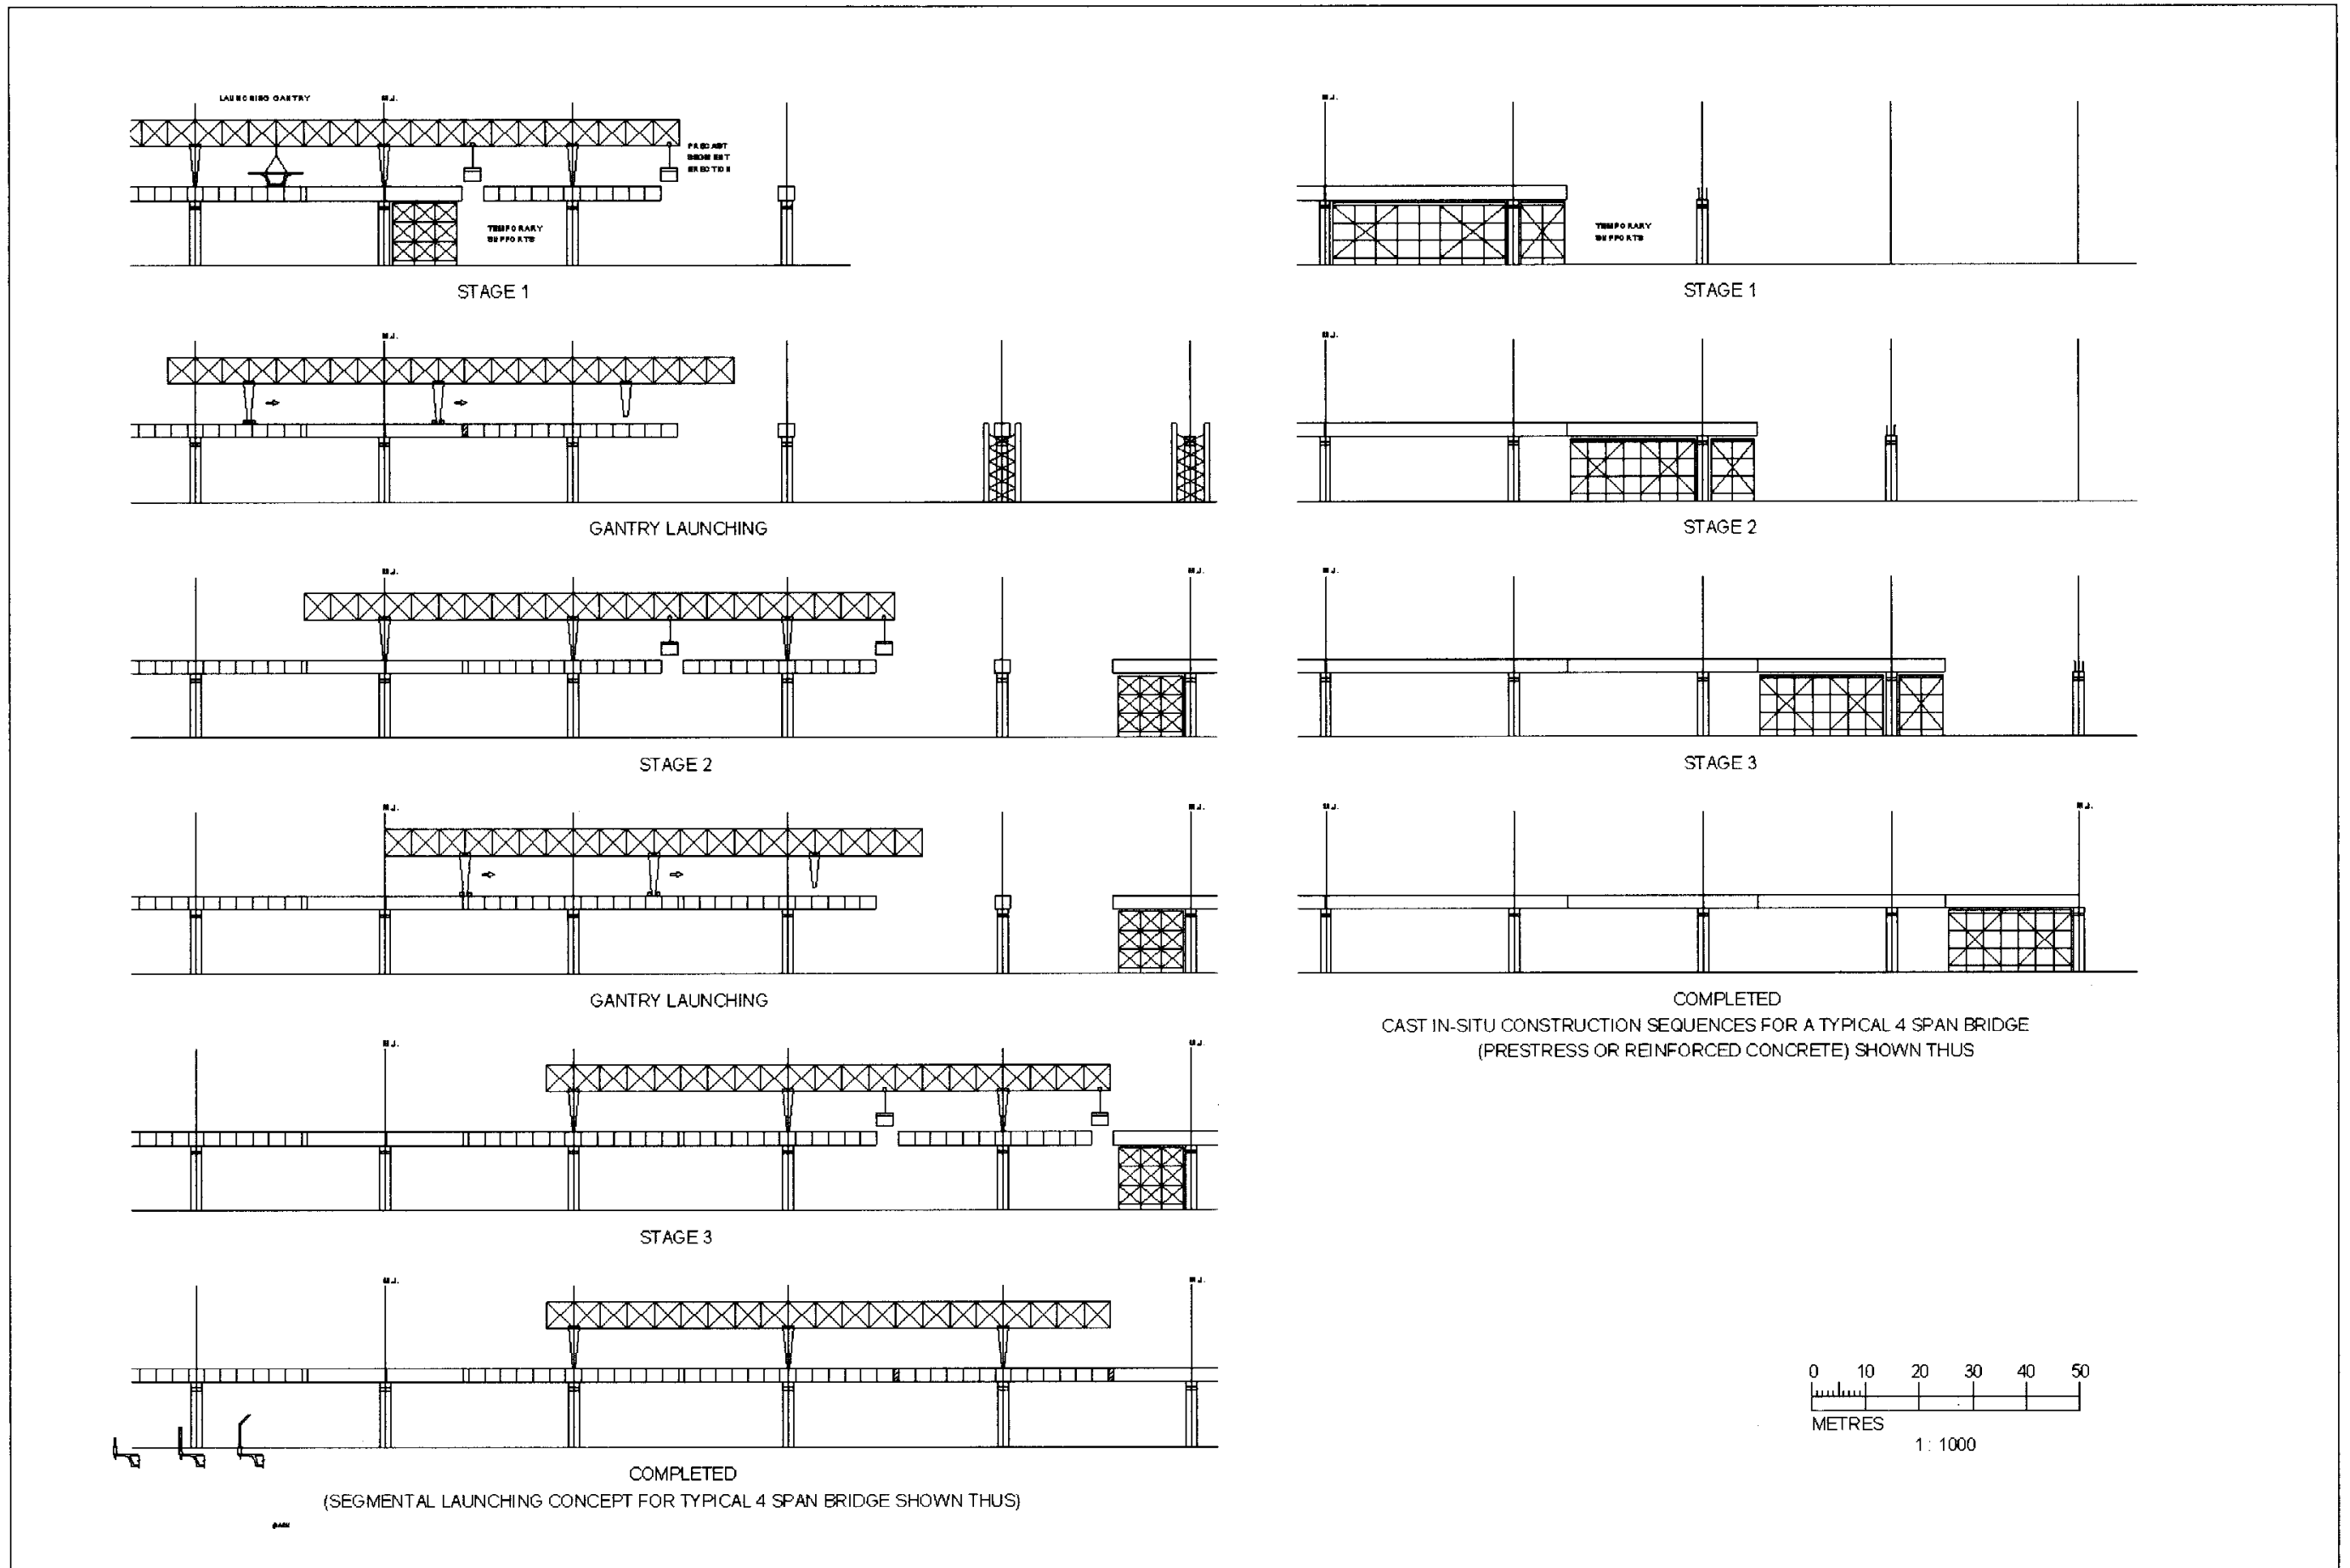 LAUNCHING GANTRY
M.J.
PRECAST
SEGMENT
ERECTION
TEMPORARY
SUPPORTS
STAGE 1
M.J.
GANTRY LAUNCHING
M.J.
M.J.
STAGE 2
M.J.
M.J.
GANTRY LAUNCHING
M.J.
M.J.
STAGE 3
M.J.
M.J.
COMPLETED
(SEGMENTAL LAUNCHING CONCEPT FOR TYPICAL 4 SPAN BRIDGE SHOWN THUS)
M.J.
TEMPORARY
SUPPORTS
STAGE 1
M.J.
STAGE 2
M.J.
STAGE 3
M.J.
M.J.
COMPLETED
CAST IN-SITU CONSTRUCTION SEQUENCES FOR A TYPICAL 4 SPAN BRIDGE
(PRESTRESS OR REINFORCED CONCRETE) SHOWN THUS
0 10 20 30 40 50
METRES
1 : 1000